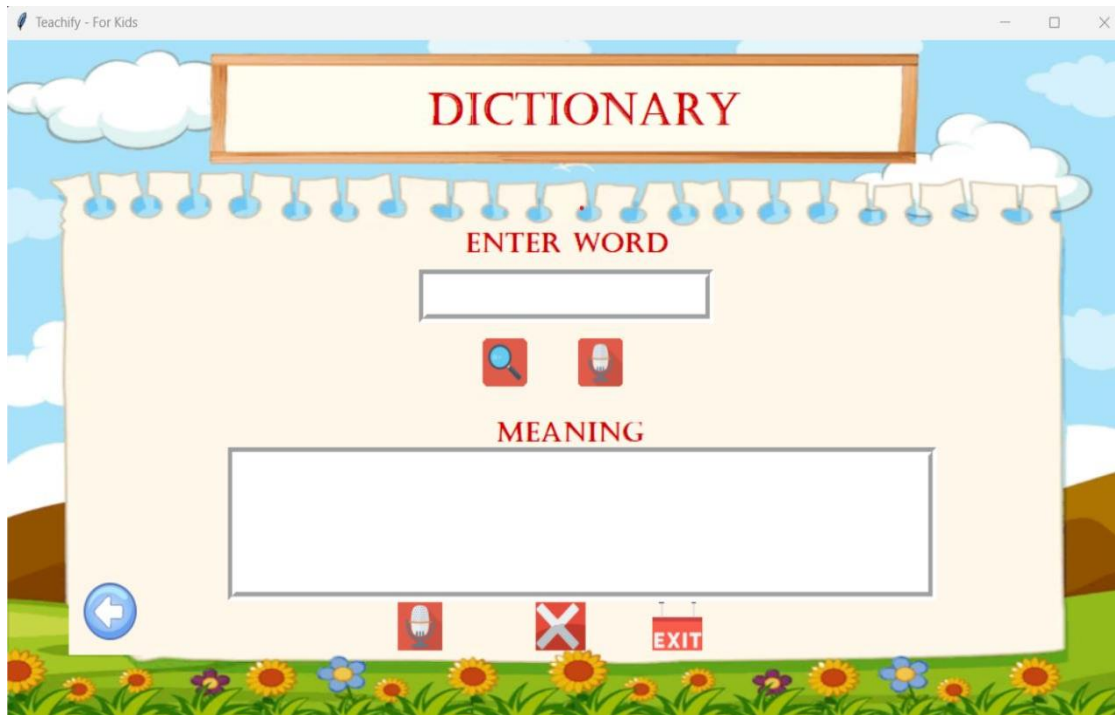 Teachify - For Kids
DICTIONARY
ENTER WORD
MEANING
EXIT